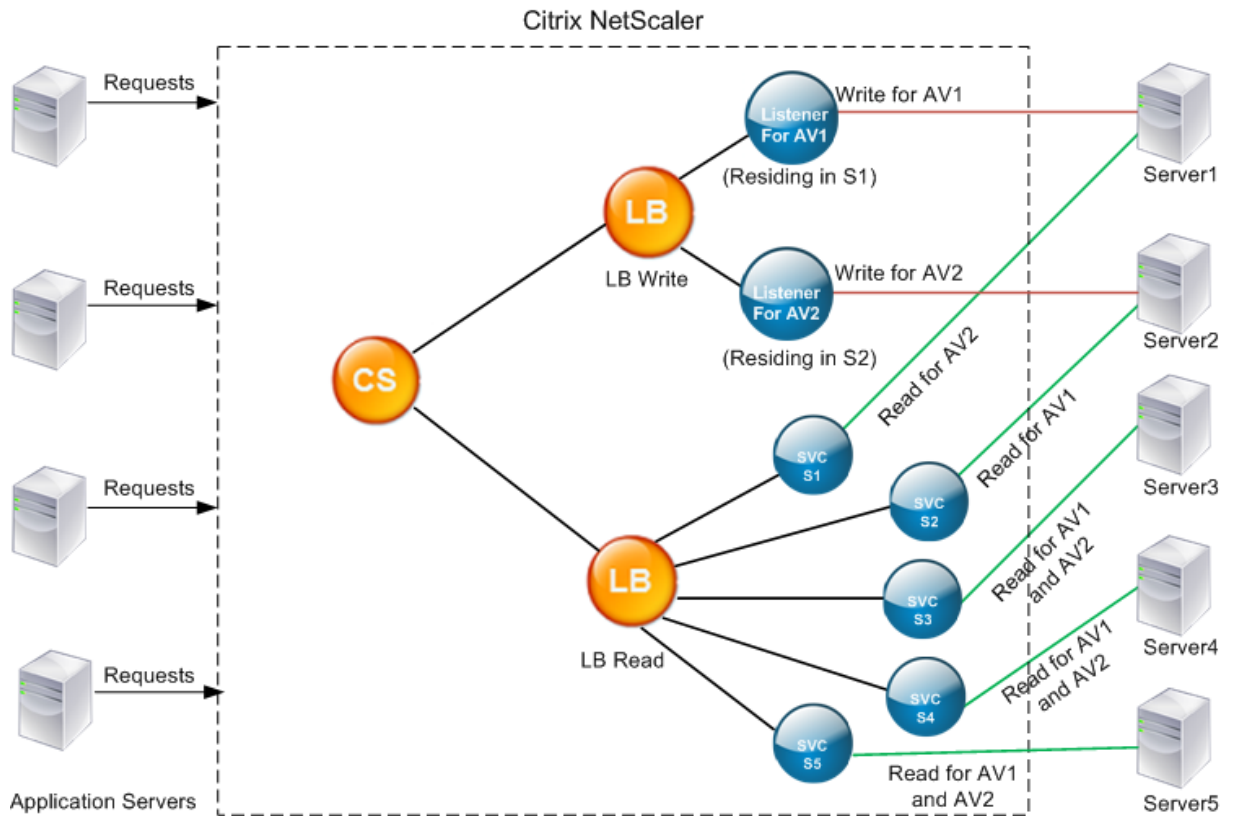 Citrix NetScaler
Requests
Requests
Requests
Requests
Application Servers
CS
LB
LB Write
LB
LB Read
Listener
For AV1
(Residing in S1)
Listener
For AV2
(Residing in S2)
SVC
S1
SVC
S2
SVC
S3
SVC
S4
SVC
S5
Write for AV1
Write for AV2
Read for AV2
Read for AV1
Read for AV1
and AV2
Read for AV1
and AV2
Read for AV1
and AV2
Server1
Server2
Server3
Server4
Server5